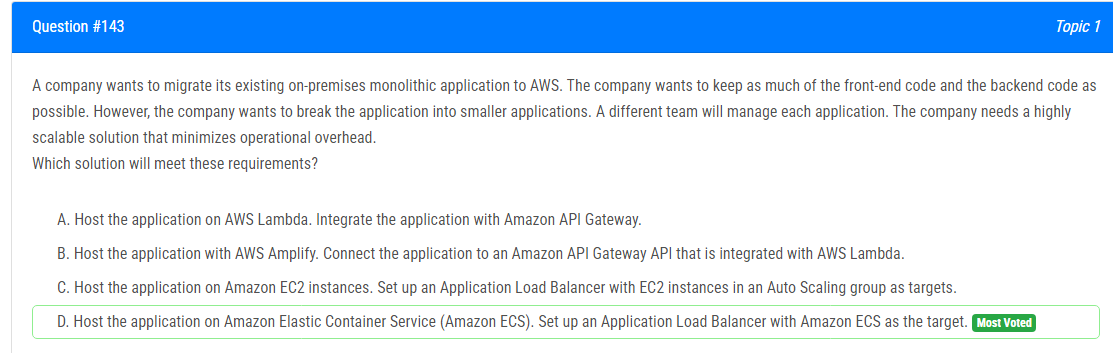 Question #143
Topic 1
A company wants to migrate its existing on-premises monolithic application to AWS. The company wants to keep as much of the front-end code and the backend code as
possible. However, the company wants to break the application into smaller applications. A different team will manage each application. The company needs a highly
scalable solution that minimizes operational overhead.
Which solution will meet these requirements?
A. Host the application on AWS Lambda. Integrate the application with Amazon API Gateway.
B. Host the application with AWS Amplify. Connect the application to an Amazon API Gateway API that is integrated with AWS Lambda.
C. Host the application on Amazon EC2 instances. Set up an Application Load Balancer with EC2 instances in an Auto Scaling group as targets.
D. Host the application on Amazon Elastic Container Service (Amazon ECS). Set up an Application Load Balancer with Amazon ECS as the target. Most Voted